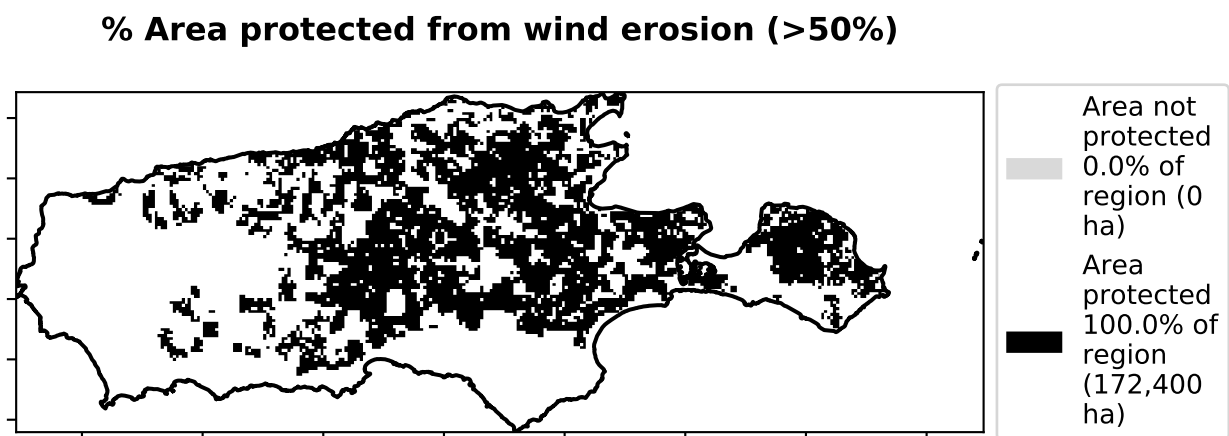 % Area protected from wind erosion (>50%)
Area not
protected
0.0% of
region (0
ha)
Area
protected
100.0% of
region
(172,400
ha)